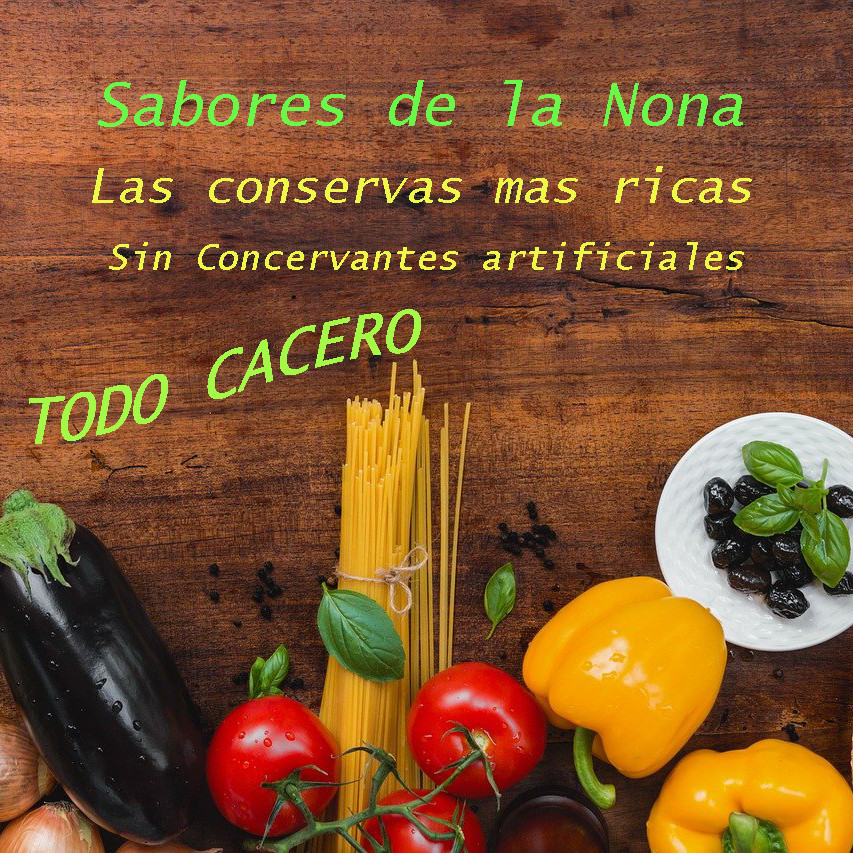 Sabores de la Nona
Las conservas mas ricas
Sin Concervantes artificiales
TODO CACERO